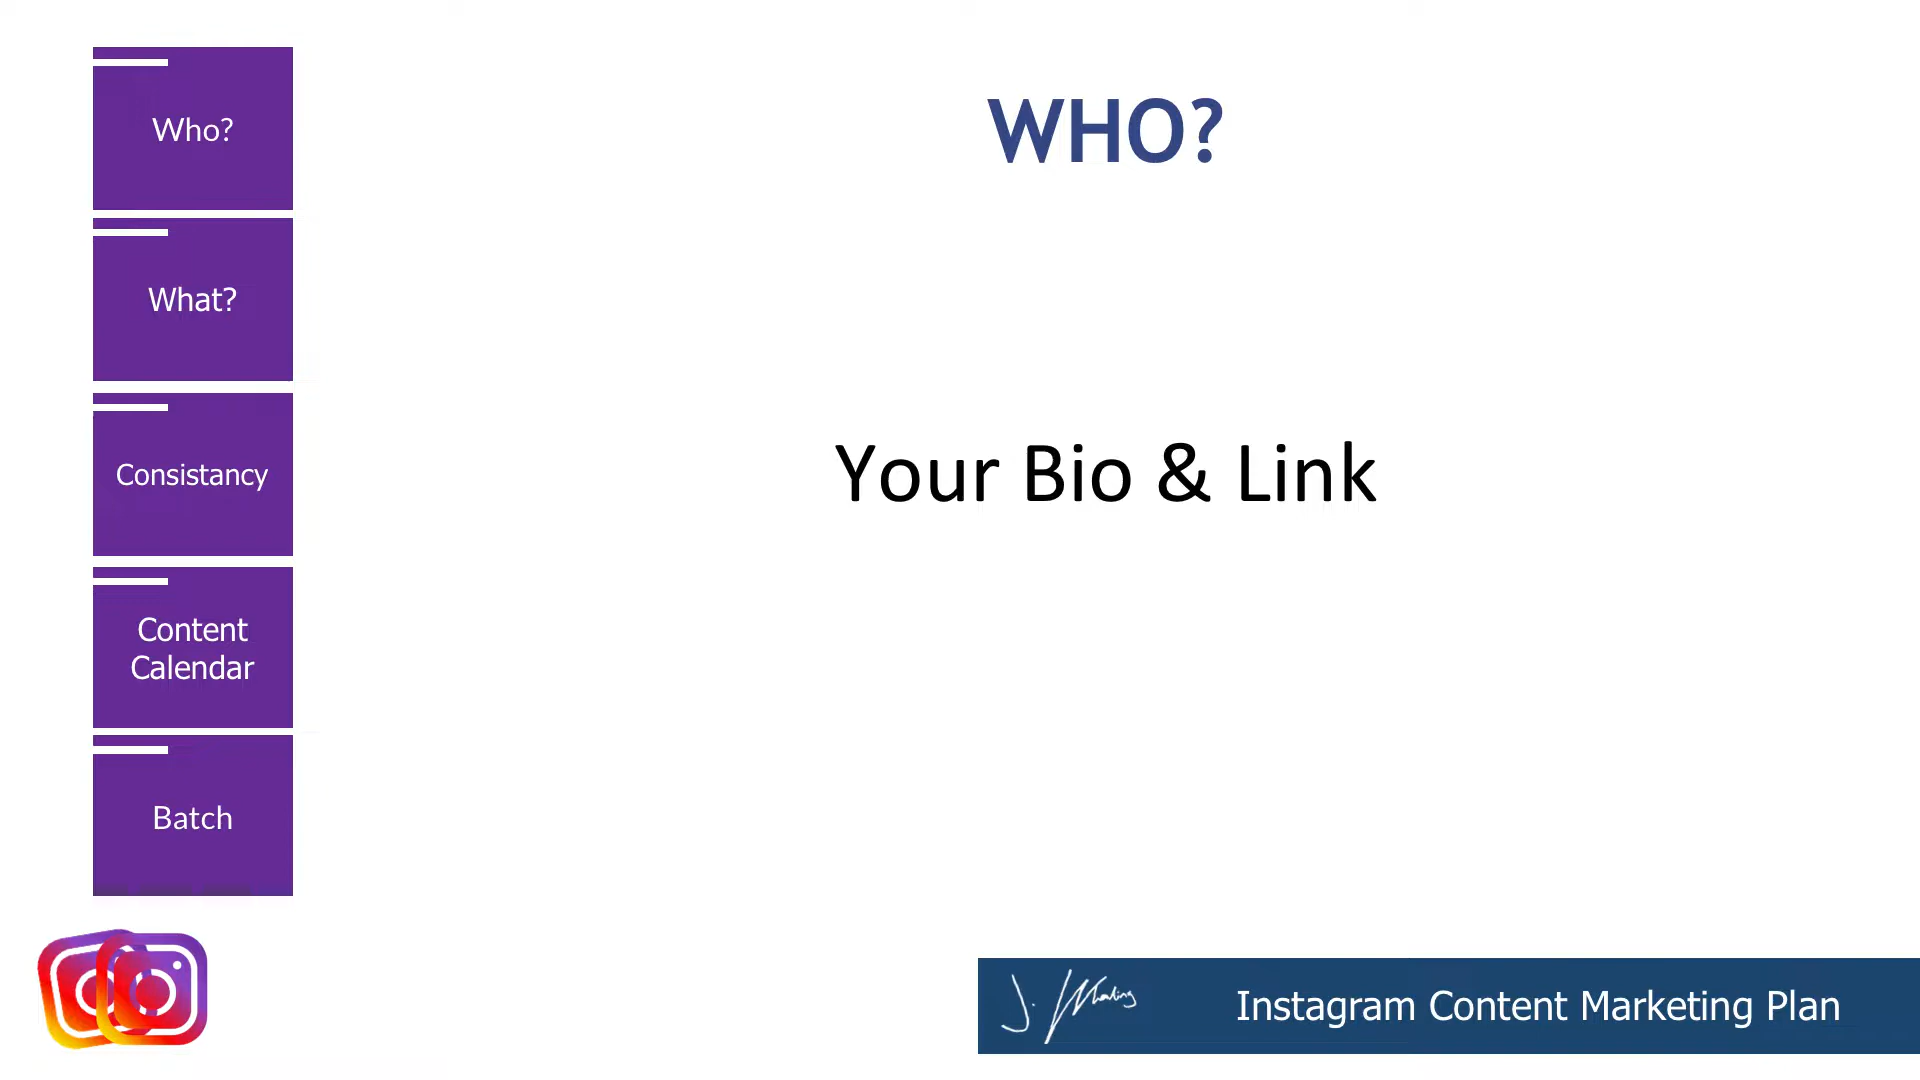 Who?
What?
Consistancy
Content
Calendar
Batch
WHO?
Your Bio & Link
Instagram Content Marketing Plan